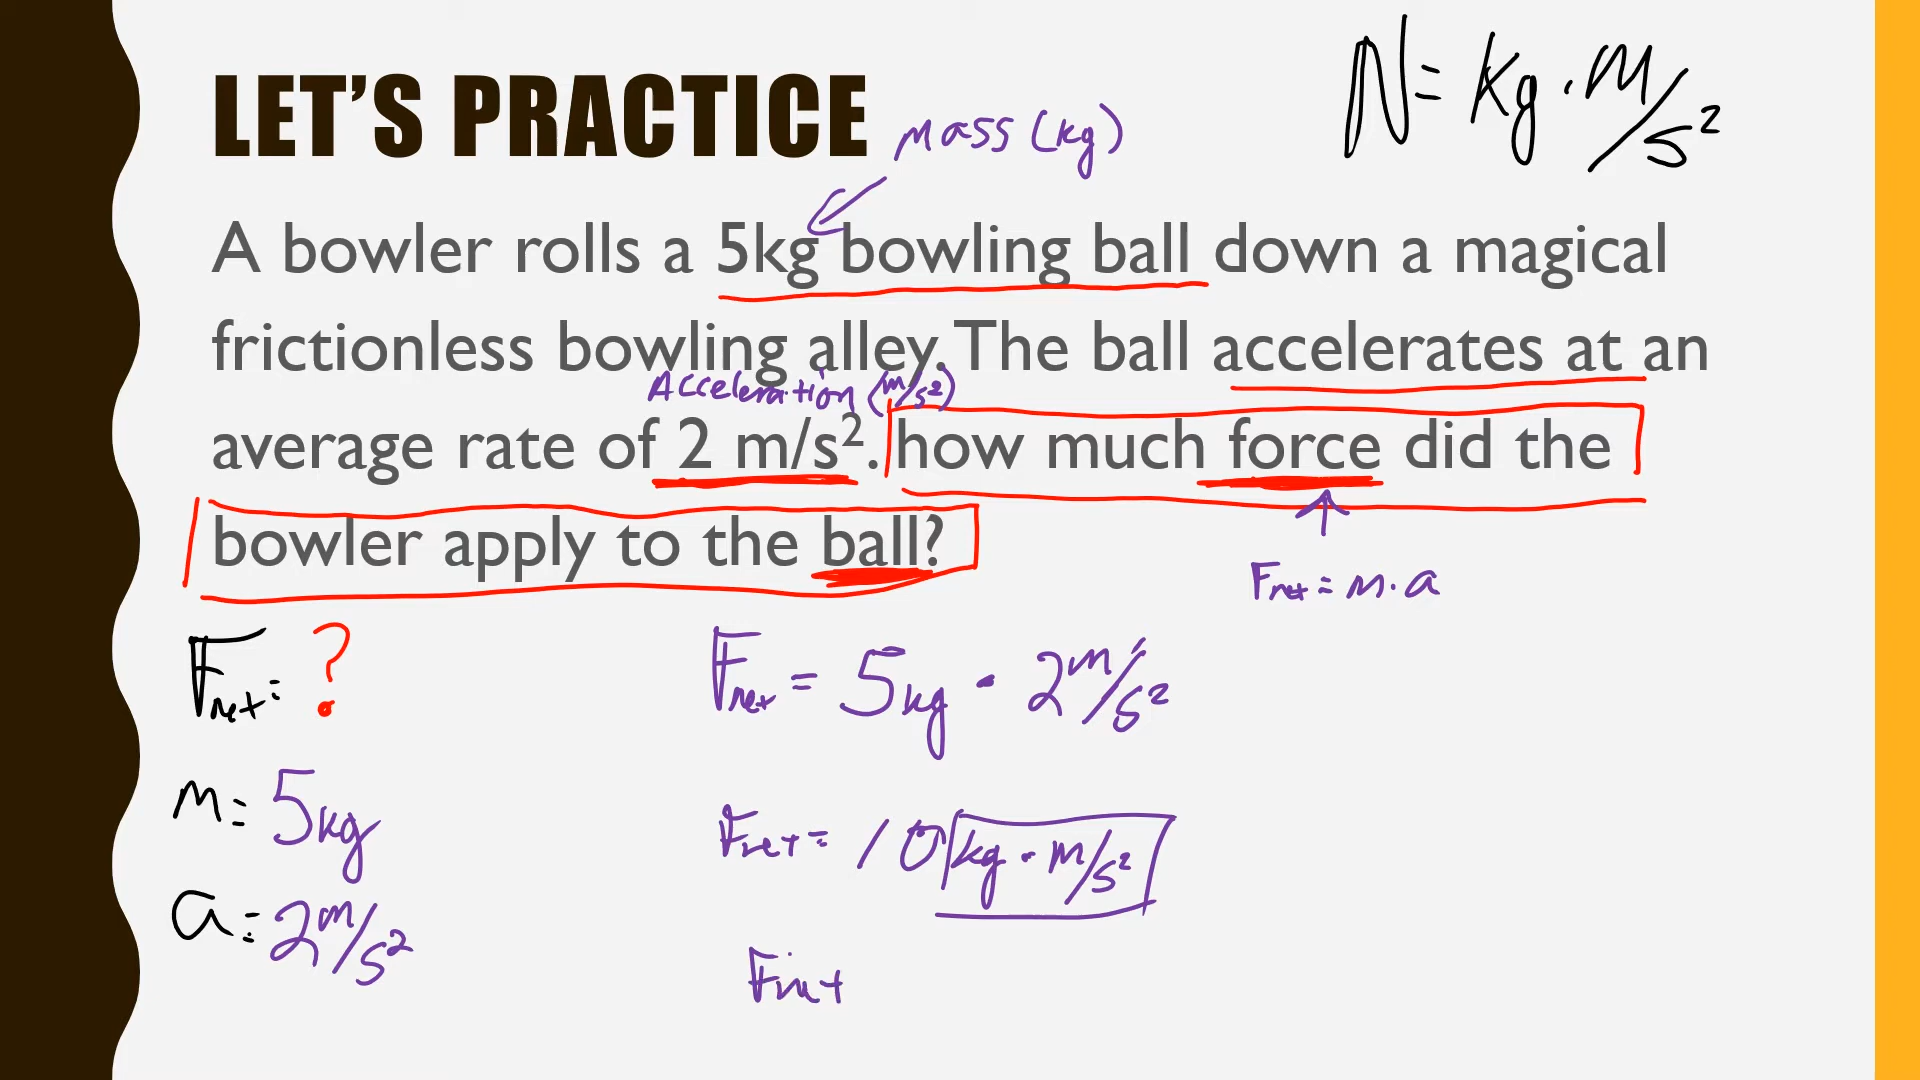 LET'S PRACTICE
mass (kg)
N = kg · m/s²
A bowler rolls a 5kg bowling ball down a magical
frictionless bowling alley. The ball accelerates at an
Acceleration (m/s²)
average rate of 2 m/s². how much force did the
bowler apply to the ball?
Fnet = m · a
Fnet = ?
Fnet = 5kg · 2 m/s²
m = 5kg
Fnet = 10 kg · m/s²
a = 2 m/s²
Fnet